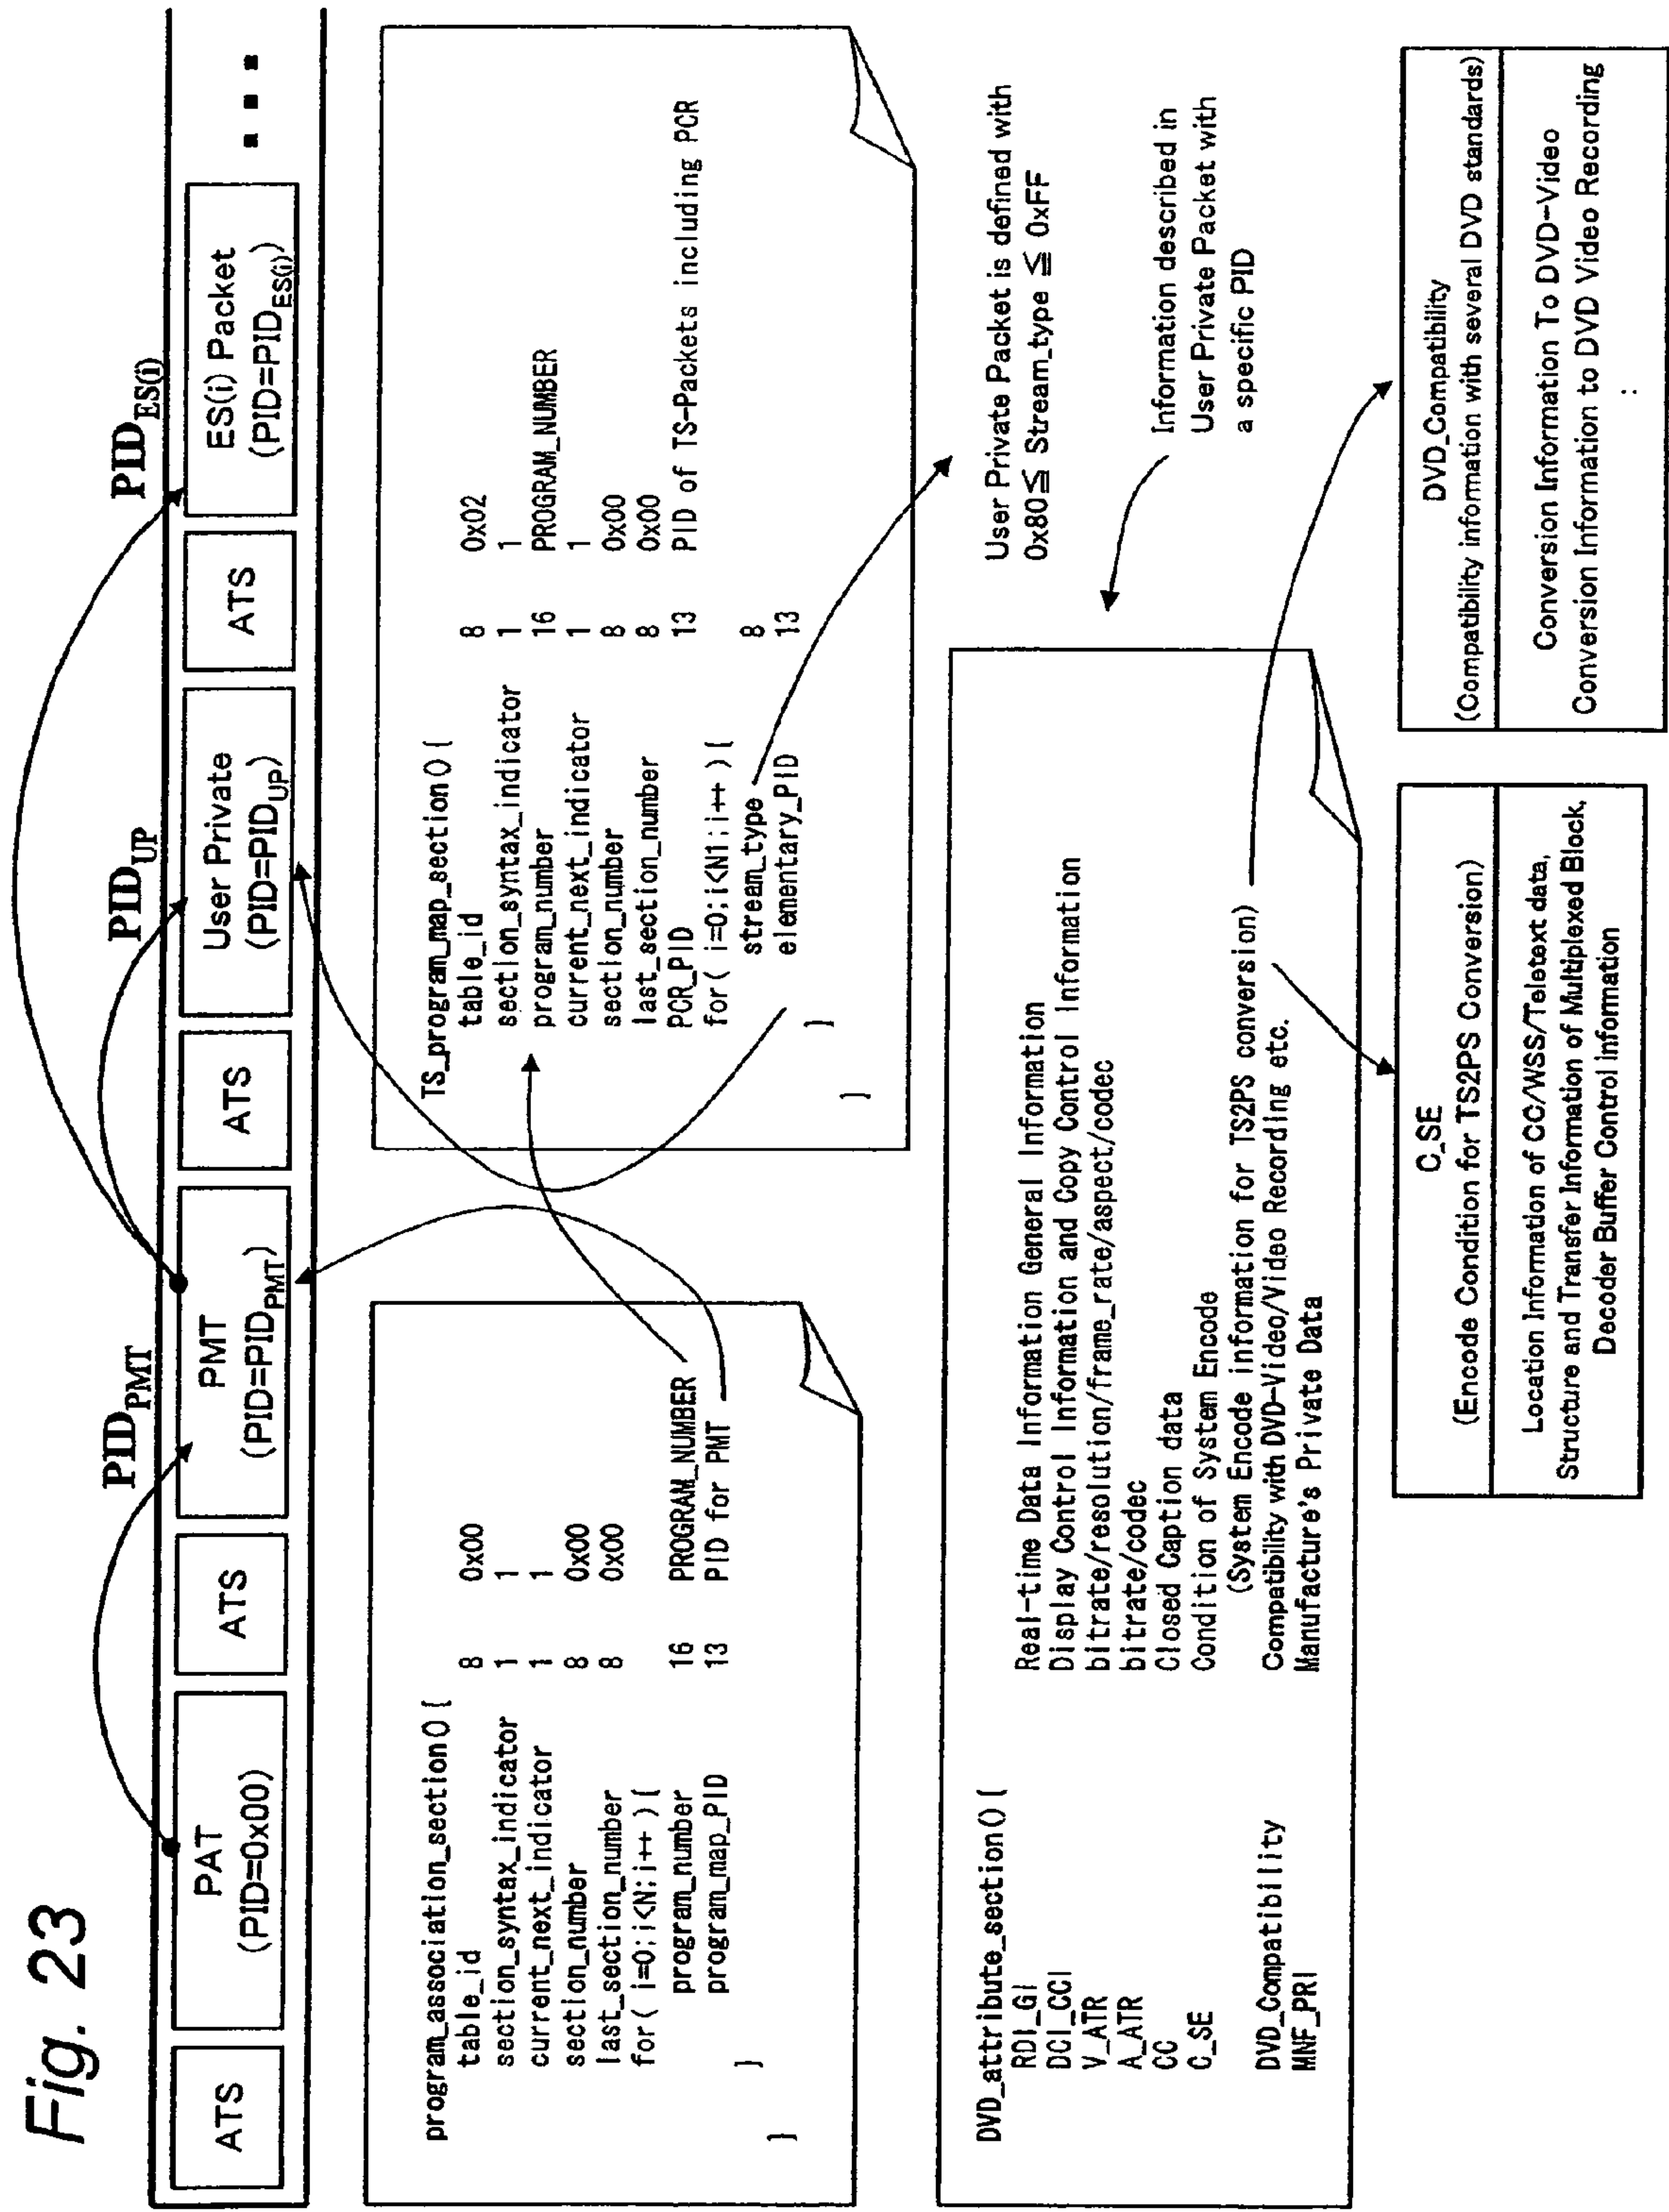 Fig. 23
PID_PMT
PID_UP
PID_ES(i)
ATS
PAT
(PID=0x00)
ATS
PMT
(PID=PID_PMT)
ATS
User Private
(PID=PID_UP)
ATS
ES(i) Packet
(PID=PID_ES(i))
■ ■ ■
program_association_section() {
table_id 8 0x00
section_syntax_indicator 1 1
current_next_indicator 1 1
section_number 8 0x00
last_section_number 8 0x00
for( i=0;i<N;i++ ) {
program_number 16 PROGRAM_NUMBER
program_map_PID 13 PID for PMT
}
}
TS_program_map_section() {
table_id 8 0x02
section_syntax_indicator 1 1
program_number 16 PROGRAM_NUMBER
current_next_indicator 1 1
section_number 8 0x00
last_section_number 8 0x00
PCR_PID 13 PID of TS-Packets including PCR
for( i=0;i<N1;i++ ) {
stream_type 8
elementary_PID 13
}
}
User Private Packet is defined with
0x80≦ Stream_type ≦ 0xFF
DVD_attribute_section() {
RDI_GI Real-time Data Information General Information
DCI_CCI Display Control Information and Copy Control Information
V_ATR bitrate/resolution/frame_rate/aspect/codec
A_ATR bitrate/codec
CC Closed Caption data
C_SE Condition of System Encode
(System Encode information for TS2PS conversion)
DVD_Compatibility Compatibility with DVD-Video/Video Recording etc.
MNF_PRI Manufacture's Private Data
Information described in
User Private Packet with
a specific PID
C_SE
(Encode Condition for TS2PS Conversion)
Location Information of CC/WSS/Teletext data,
Structure and Transfer Information of Multiplexed Block,
Decoder Buffer Control Information
DVD_Compatibility
(Compatibility information with several DVD standards)
Conversion Information To DVD-Video
Conversion Information to DVD Video Recording
: